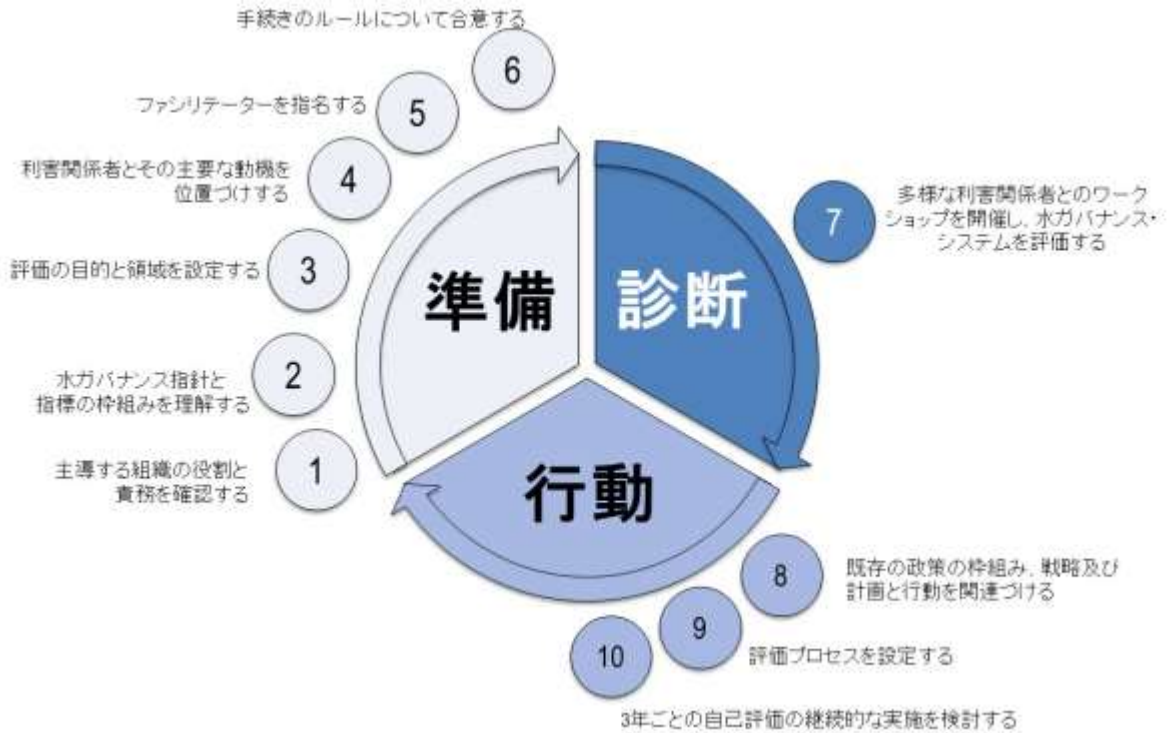 手続きのルールについて合意する
6
ファシリテーターを指名する
5
利害関係者とその主要な動機を
位置づけする
4
評価の目的と領域を設定する
3
水ガバナンス指針と
指標の枠組みを理解する
2
主導する組織の役割と
責務を確認する
1
準備
診断
7
多様な利害関係者とのワーク
ショップを開催し、水ガバナンス・
システムを評価する
行動
8
既存の政策の枠組み、戦略及び
計画と行動を関連づける
9
評価プロセスを設定する
10
3年ごとの自己評価の継続的な実施を検討する